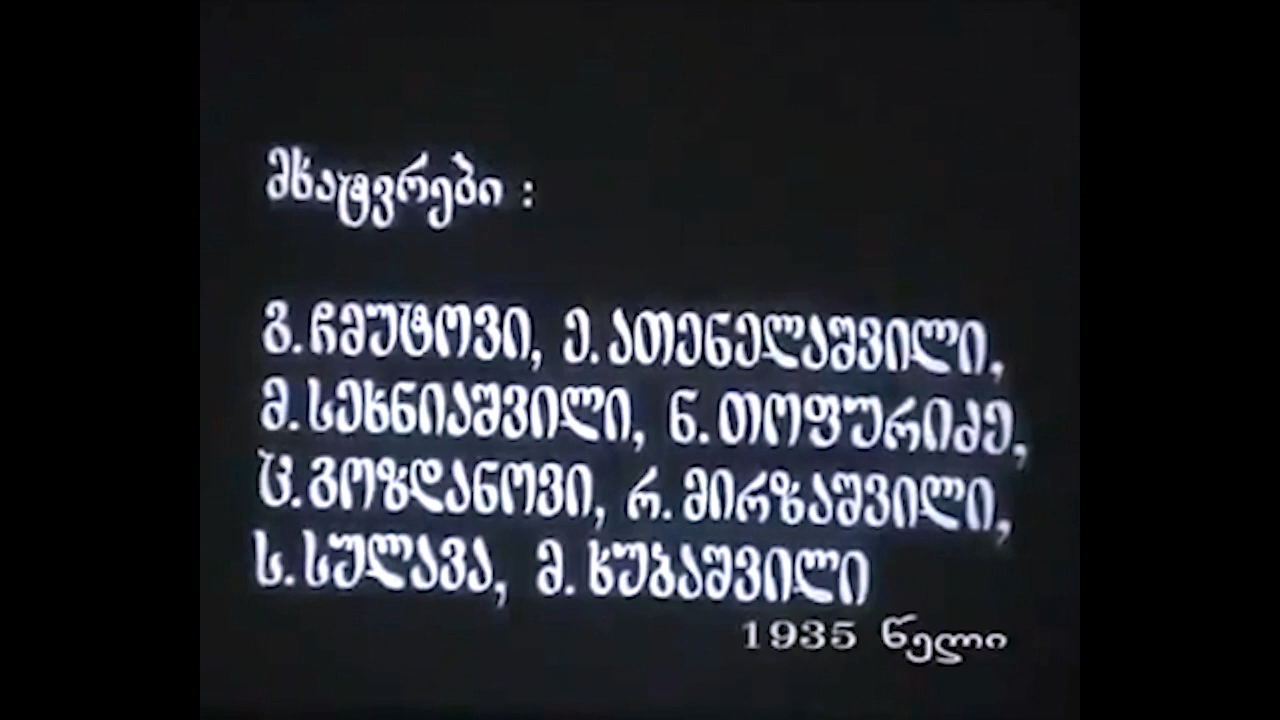 მხატვრები :
გ. ჩმუტოვი, ე. ათენელაშვილი,
მ. სეხნიაშვილი, ნ. თოფურიძე,
ც. გოზდანოვი, რ. მირზაშვილი,
ს. სულავა, მ. ხუბაშვილი
1935 წელი